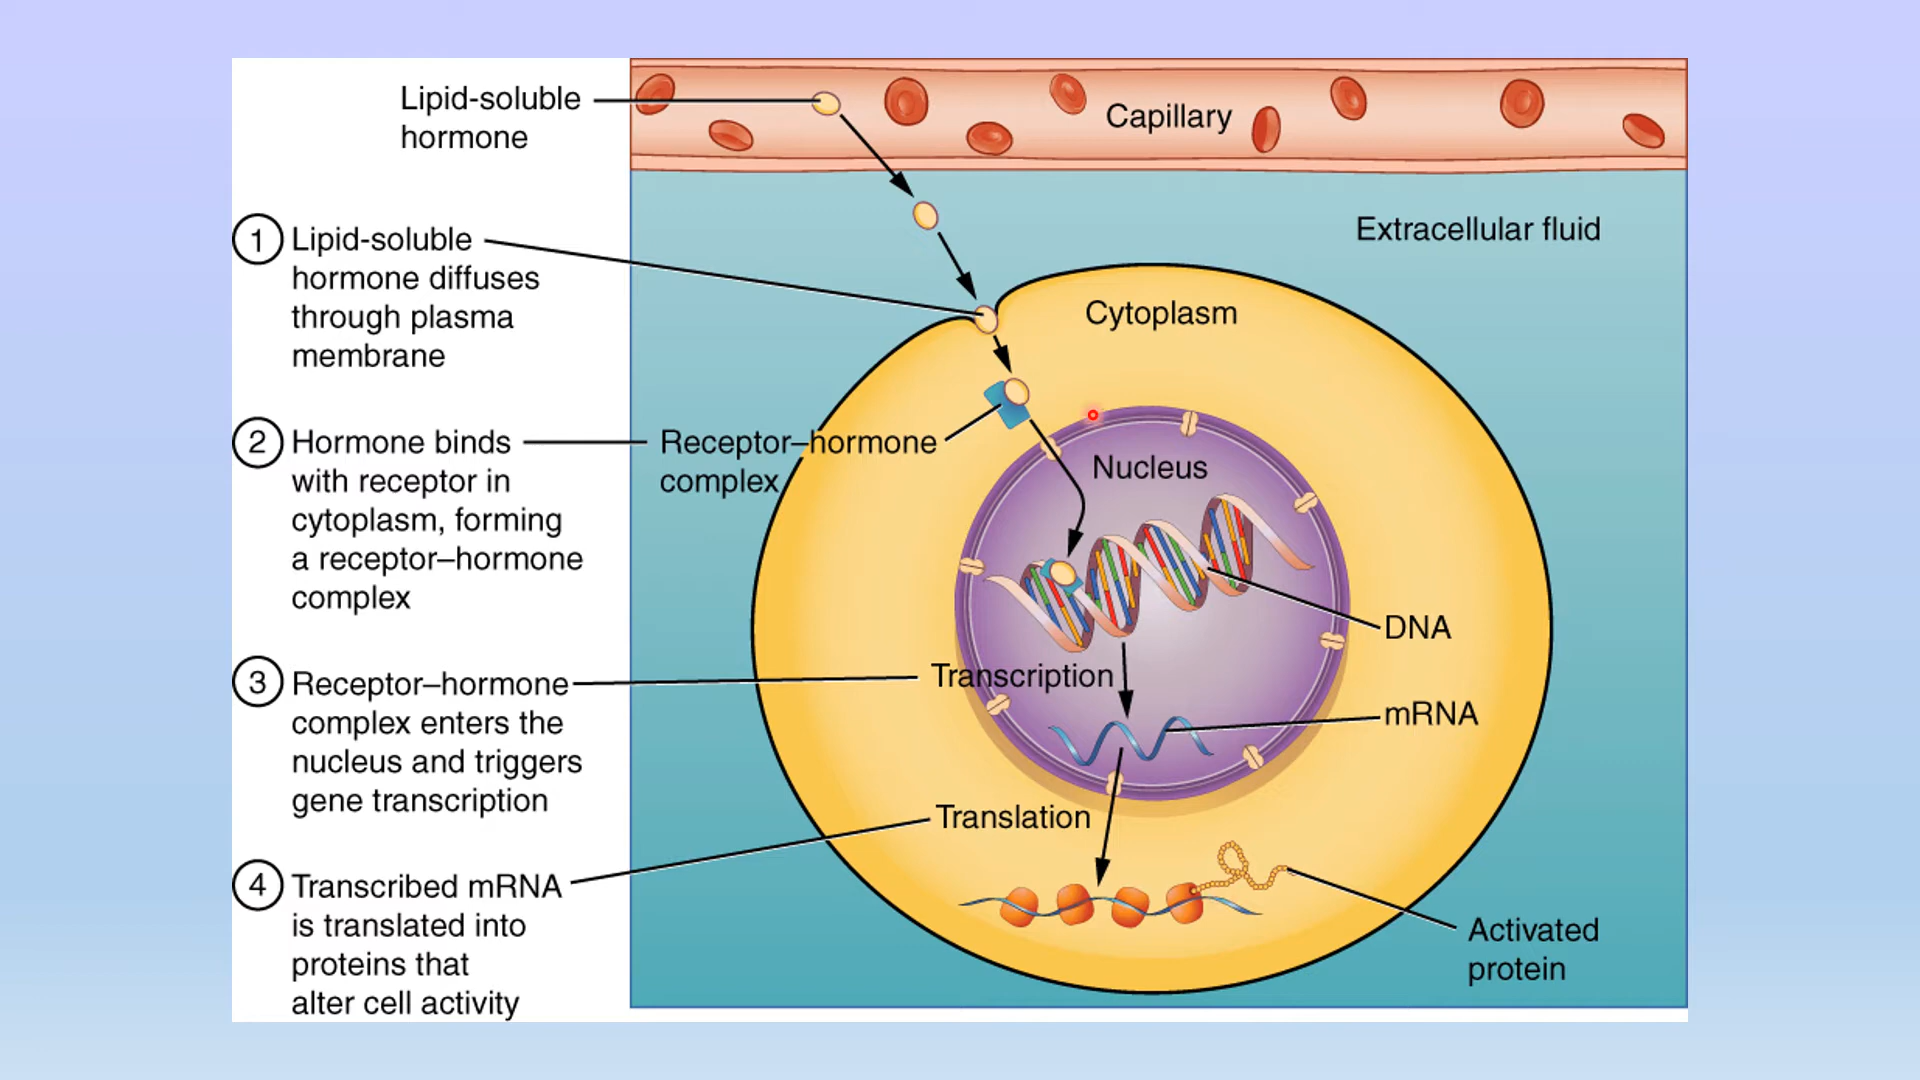 Lipid-soluble
hormone
1
Lipid-soluble
hormone diffuses
through plasma
membrane
2
Hormone binds
with receptor in
cytoplasm, forming
a receptor–hormone
complex
3
Receptor–hormone
complex enters the
nucleus and triggers
gene transcription
4
Transcribed mRNA
is translated into
proteins that
alter cell activity
Capillary
Extracellular fluid
Cytoplasm
Receptor–hormone
complex
Nucleus
DNA
Transcription
mRNA
Translation
Activated
protein